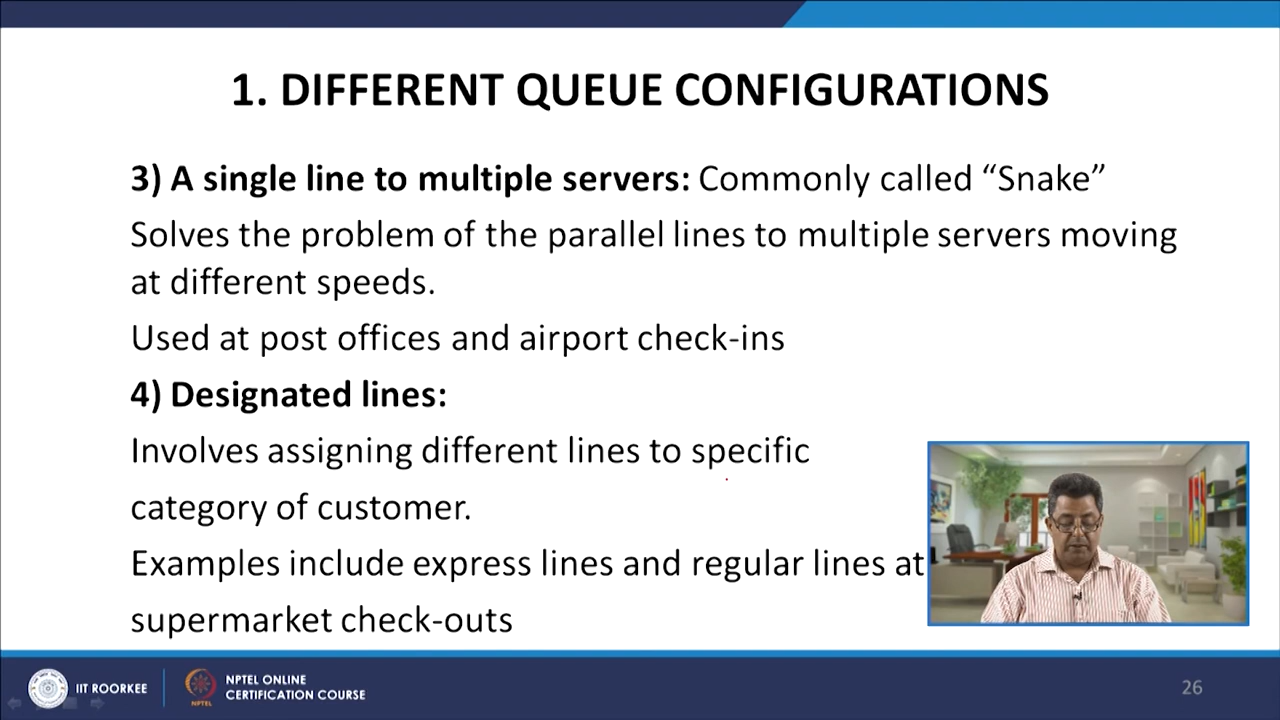 1. DIFFERENT QUEUE CONFIGURATIONS
3) A single line to multiple servers: Commonly called “Snake”
Solves the problem of the parallel lines to multiple servers moving
at different speeds.
Used at post offices and airport check-ins
4) Designated lines:
Involves assigning different lines to specific
category of customer.
Examples include express lines and regular lines at
supermarket check-outs
IIT ROORKEE
NPTEL
NPTEL ONLINE
CERTIFICATION COURSE
26